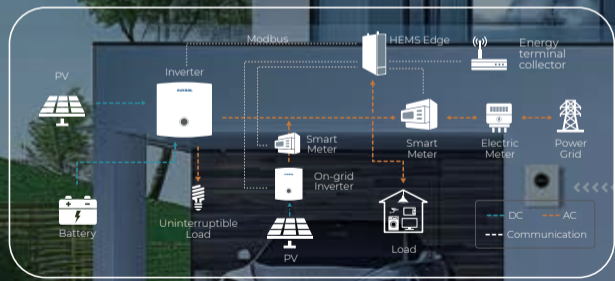 Modbus
HEMS Edge
Energy
terminal
collector
PV
Inverter
Smart
Meter
Smart
Meter
Electric
Meter
Power
Grid
On-grid
Inverter
Battery
Uninterruptible
Load
PV
Load
DC
AC
Communication